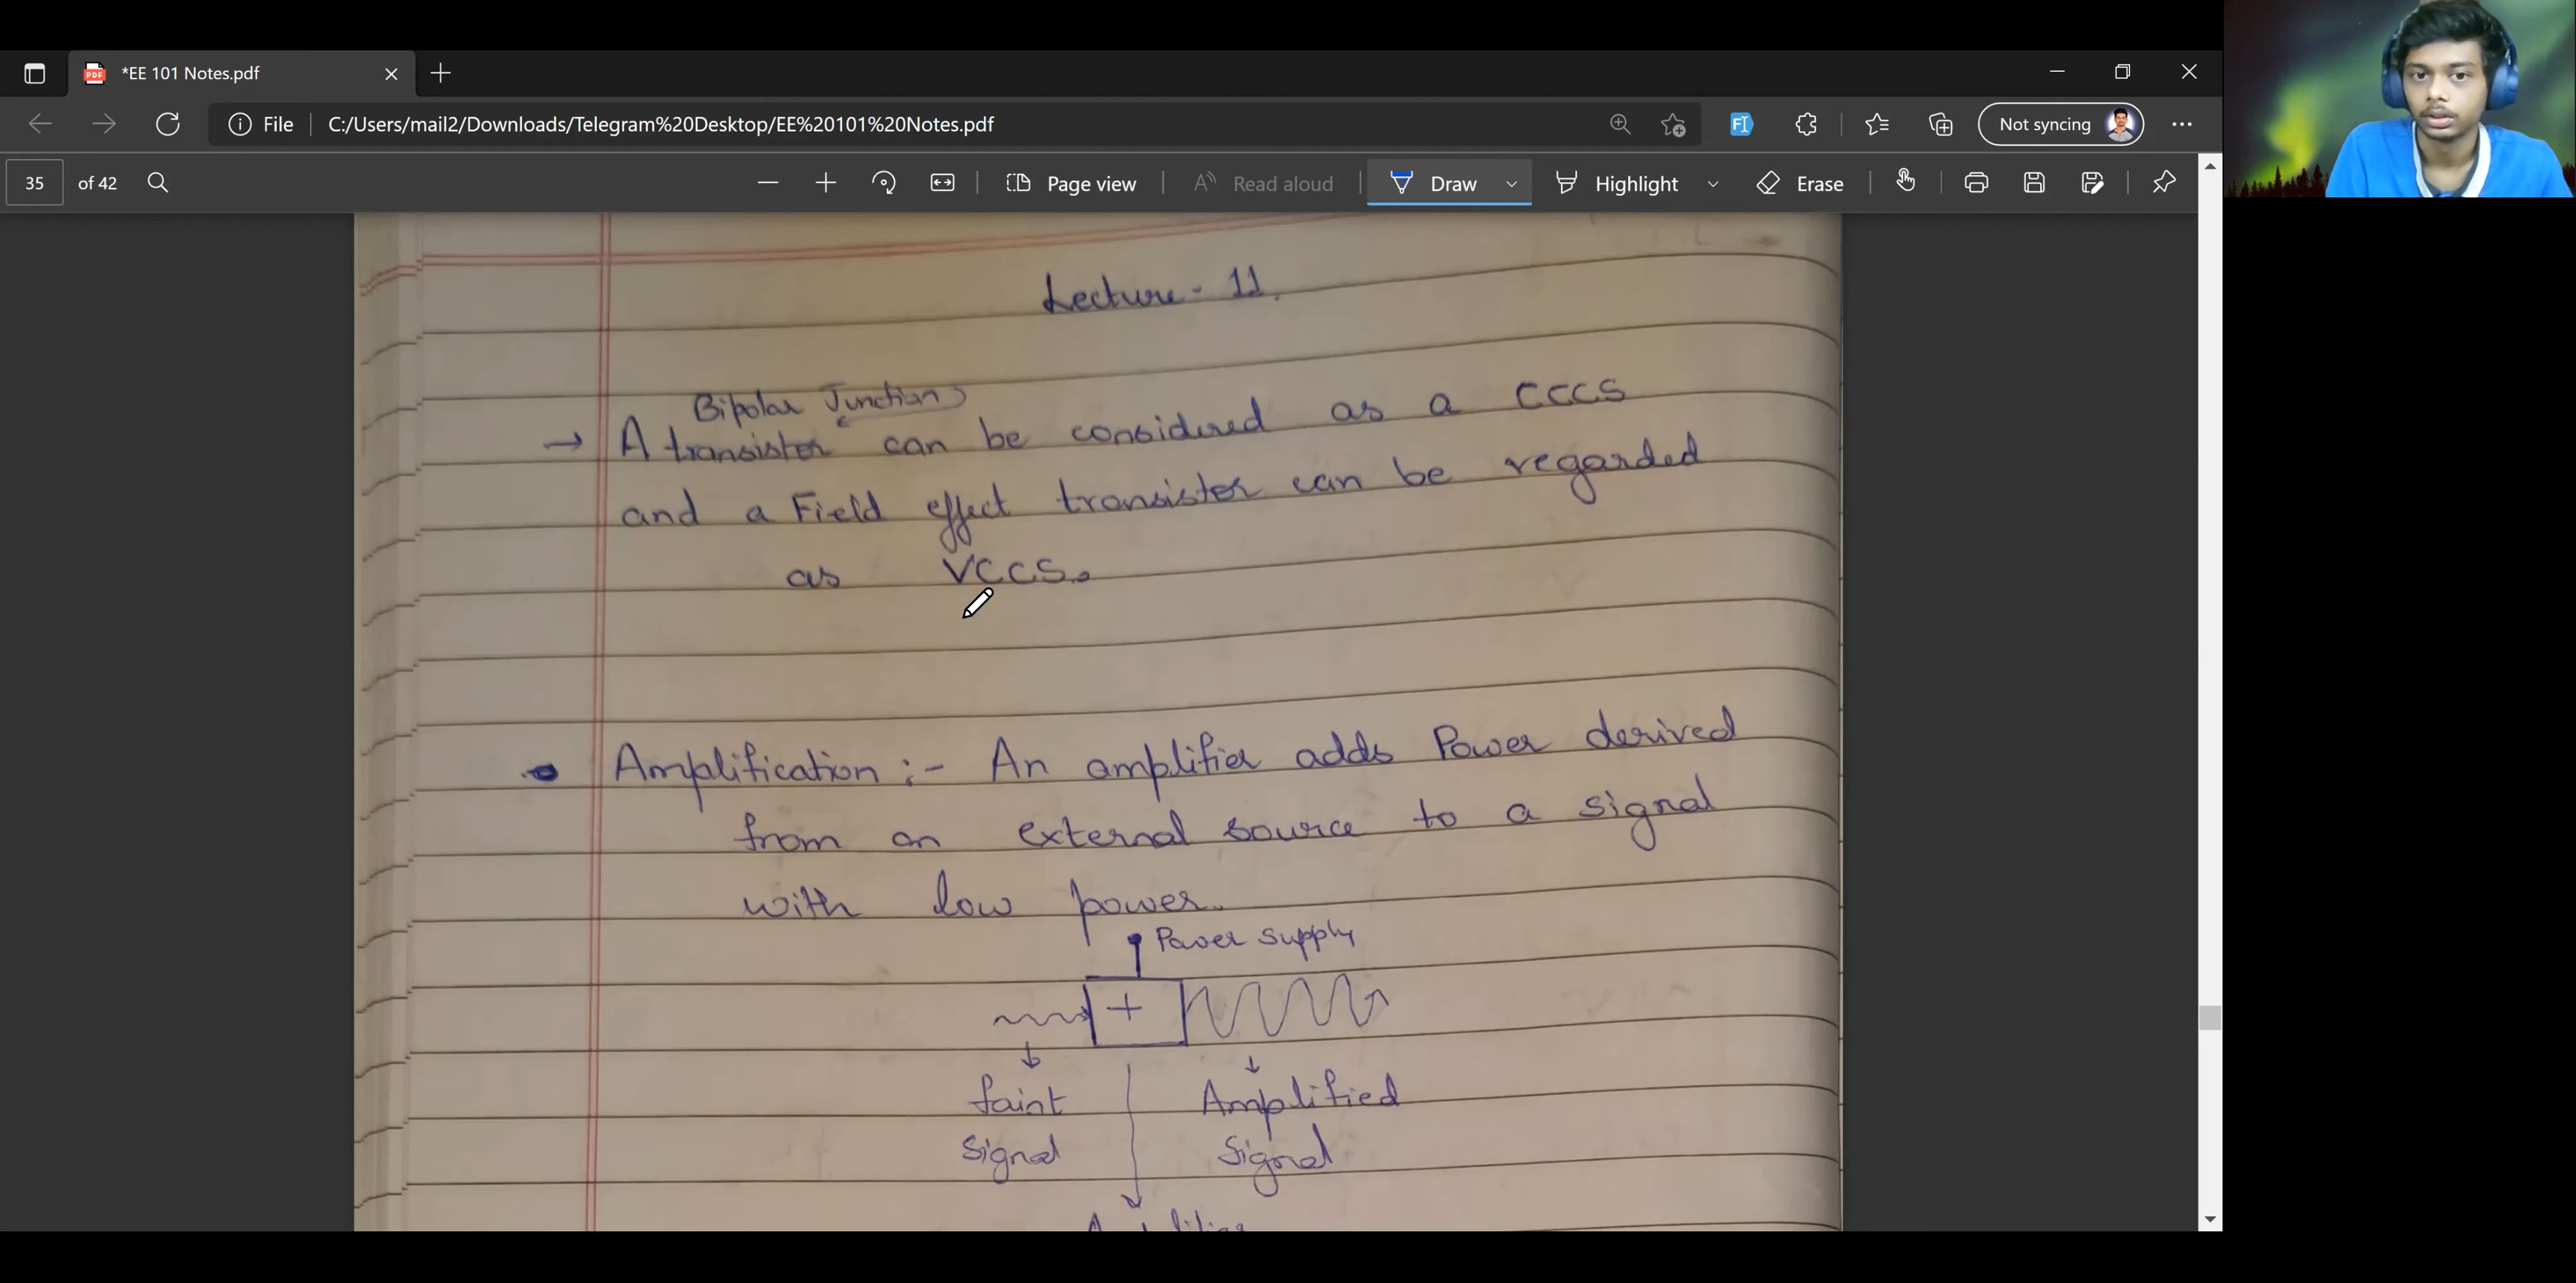 *EE 101 Notes.pdf
File
C:/Users/mail2/Downloads/Telegram%20Desktop/EE%20101%20Notes.pdf
Not syncing
35 of 42
Page view
Read aloud
Draw
Highlight
Erase
Lecture - 11.
Bipolar Junction
→ A transistor can be considered as a CCCS
and a Field effect transistor can be regarded
as VCCS.
Amplification :- An amplifier adds Power derived
from an external source to a signal
with low power.
Power supply
+
faint Amplified
Signal Signal